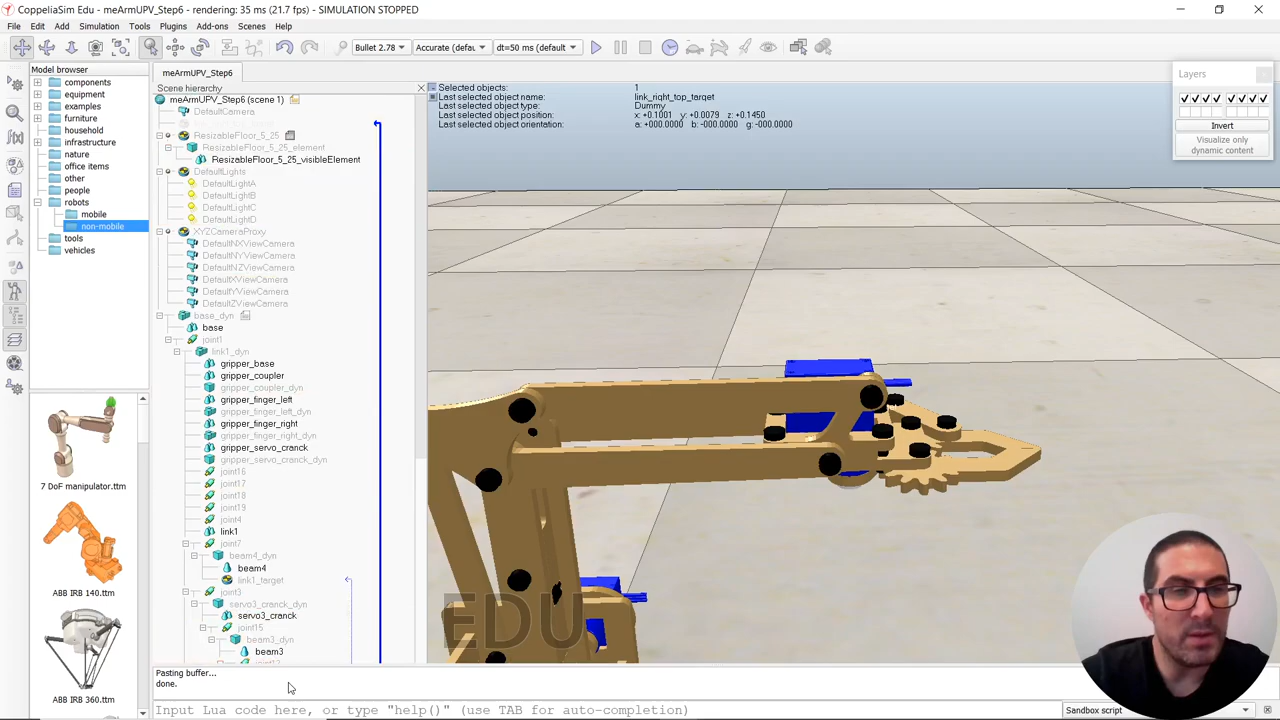 CoppeliaSim Edu - meArmUPV_Step6 - rendering: 35 ms (21.7 fps) - SIMULATION STOPPED
File Edit Add Simulation Tools Plugins Add-ons Scenes Help
Bullet 2.78 Accurate (defau dt=50 ms (default)
Model browser
components
equipment
examples
furniture
household
infrastructure
nature
office items
other
people
robots
mobile
non-mobile
tools
vehicles
7 DoF manipulator.ttm
ABB IRB 140.ttm
ABB IRB 360.ttm
meArmUPV_Step6
Scene hierarchy
meArmUPV_Step6 (scene 1)
DefaultCamera
ResizableFloor_5_25
ResizableFloor_5_25_element
ResizableFloor_5_25_visibleElement
DefaultLights
DefaultLightA
DefaultLightB
DefaultLightC
DefaultLightD
XYZCameraProxy
DefaultNXViewCamera
DefaultNYViewCamera
DefaultNZViewCamera
DefaultXViewCamera
DefaultYViewCamera
DefaultZViewCamera
base_dyn
base
joint1
link1_dyn
gripper_base
gripper_coupler
gripper_coupler_dyn
gripper_finger_left
gripper_finger_left_dyn
gripper_finger_right
gripper_finger_right_dyn
gripper_servo_cranck
gripper_servo_cranck_dyn
joint16
joint17
joint18
joint19
joint4
link1
joint7
beam4_dyn
beam4
link1_target
joint3
servo3_cranck_dyn
servo3_cranck
joint15
beam3_dyn
beam3
Selected objects: 1
Last selected object name: link_right_top_target
Last selected object type: Dummy
Last selected object position: x: +0.1001 y: +0.0079 z: +0.1450
Last selected object orientation: a: +000.0000 b: -000.0000 g: -000.0000
Layers
Invert
Visualize only
dynamic content
EDU
Pasting buffer...
done.
Input Lua code here, or type "help()" (use TAB for auto-completion)
Sandbox script